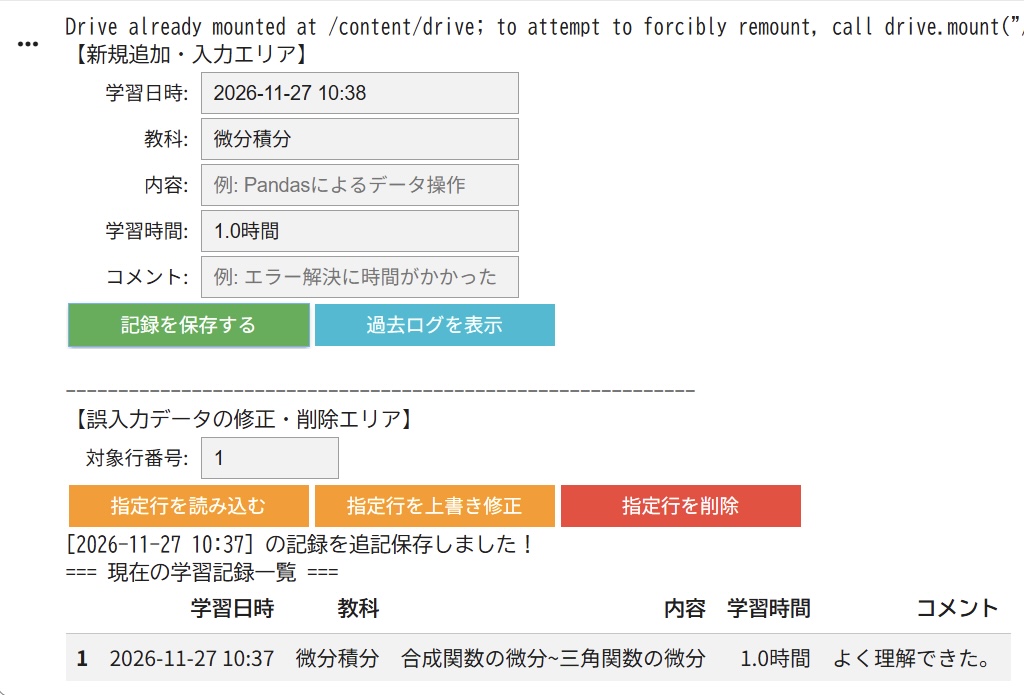 Drive already mounted at /content/drive; to attempt to forcibly remount, call drive.mount("/
【新規追加・入力エリア】
学習日時: 2026-11-27 10:38
教科: 微分積分
内容: 例: Pandasによるデータ操作
学習時間: 1.0時間
コメント: 例: エラー解決に時間がかかった
記録を保存する 過去ログを表示
------------------------------------------------------------
【誤入力データの修正・削除エリア】
対象行番号: 1
指定行を読み込む 指定行を上書き修正 指定行を削除
[2026-11-27 10:37] の記録を追記保存しました！
=== 現在の学習記録一覧 ===
学習日時 教科 内容 学習時間 コメント
1 2026-11-27 10:37 微分積分 合成関数の微分~三角関数の微分 1.0時間 よく理解できた。